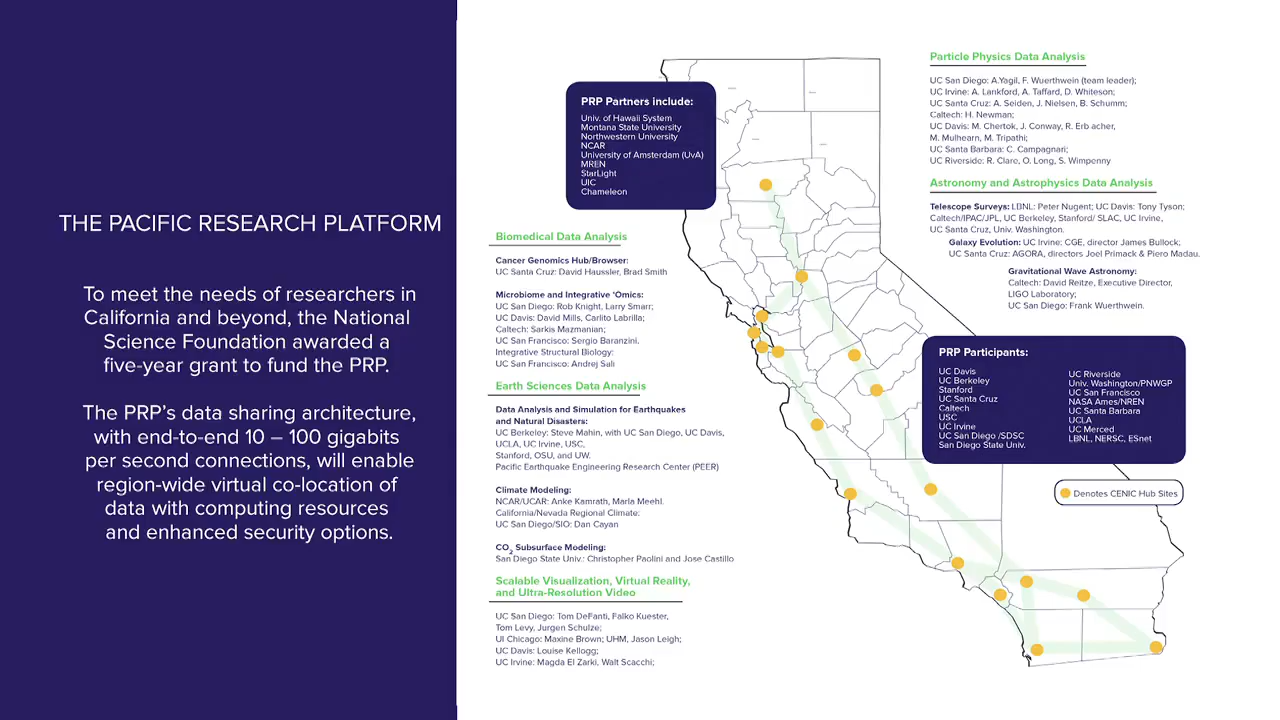 THE PACIFIC RESEARCH PLATFORM
To meet the needs of researchers in
California and beyond, the National
Science Foundation awarded a
five-year grant to fund the PRP.
The PRP's data sharing architecture,
with end-to-end 10 – 100 gigabits
per second connections, will enable
region-wide virtual co-location of
data with computing resources
and enhanced security options.
PRP Partners include:
Univ. of Hawaii System
Montana State University
Northwestern University
NCAR
University of Amsterdam (UvA)
MREN
StarLight
UIC
Chameleon
Biomedical Data Analysis
Cancer Genomics Hub/Browser:
UC Santa Cruz: David Haussler, Brad Smith
Microbiome and Integrative 'Omics:
UC San Diego: Rob Knight, Larry Smarr;
UC Davis: David Mills, Carlito Labrilla;
Caltech: Sarkis Mazmanian;
UC San Francisco: Sergio Baranzini.
Integrative Structural Biology:
UC San Francisco: Andrej Sali
Earth Sciences Data Analysis
Data Analysis and Simulation for Earthquakes
and Natural Disasters:
UC Berkeley: Steve Mahin, with UC San Diego, UC Davis,
UCLA, UC Irvine, USC,
Stanford, OSU, and UW.
Pacific Earthquake Engineering Research Center (PEER)
Climate Modeling:
NCAR/UCAR: Anke Kamrath, Marla Meehl.
California/Nevada Regional Climate:
UC San Diego/SIO: Dan Cayan
CO2 Subsurface Modeling:
San Diego State Univ.: Christopher Paolini and Jose Castillo
Scalable Visualization, Virtual Reality,
and Ultra-Resolution Video
UC San Diego: Tom DeFanti, Falko Kuester,
Tom Levy, Jurgen Schulze;
UI Chicago: Maxine Brown; UHM, Jason Leigh;
UC Davis: Louise Kellogg;
UC Irvine: Magda El Zarki, Walt Scacchi;
Particle Physics Data Analysis
UC San Diego: A.Yagil, F. Wuerthwein (team leader);
UC Irvine: A. Lankford, A. Taffard, D. Whiteson;
UC Santa Cruz: A. Seiden, J. Nielsen, B. Schumm;
Caltech: H. Newman;
UC Davis: M. Chertok, J. Conway, R. Erb acher,
M. Mulhearn, M. Tripathi;
UC Santa Barbara: C. Campagnari;
UC Riverside: R. Clare, O. Long, S. Wimpenny
Astronomy and Astrophysics Data Analysis
Telescope Surveys: LBNL: Peter Nugent; UC Davis: Tony Tyson;
Caltech/IPAC/JPL, UC Berkeley, Stanford/ SLAC, UC Irvine,
UC Santa Cruz, Univ. Washington.
Galaxy Evolution: UC Irvine: CGE, director James Bullock;
UC Santa Cruz: AGORA, directors Joel Primack & Piero Madau.
Gravitational Wave Astronomy:
Caltech: David Reitze, Executive Director,
LIGO Laboratory;
UC San Diego: Frank Wuerthwein.
PRP Participants:
UC Davis
UC Berkeley
Stanford
UC Santa Cruz
Caltech
USC
UC Irvine
UC San Diego /SDSC
San Diego State Univ.
UC Riverside
Univ. Washington/PNWGP
UC San Francisco
NASA Ames/NREN
UC Santa Barbara
UCLA
UC Merced
LBNL, NERSC, ESnet
Denotes CENIC Hub Sites